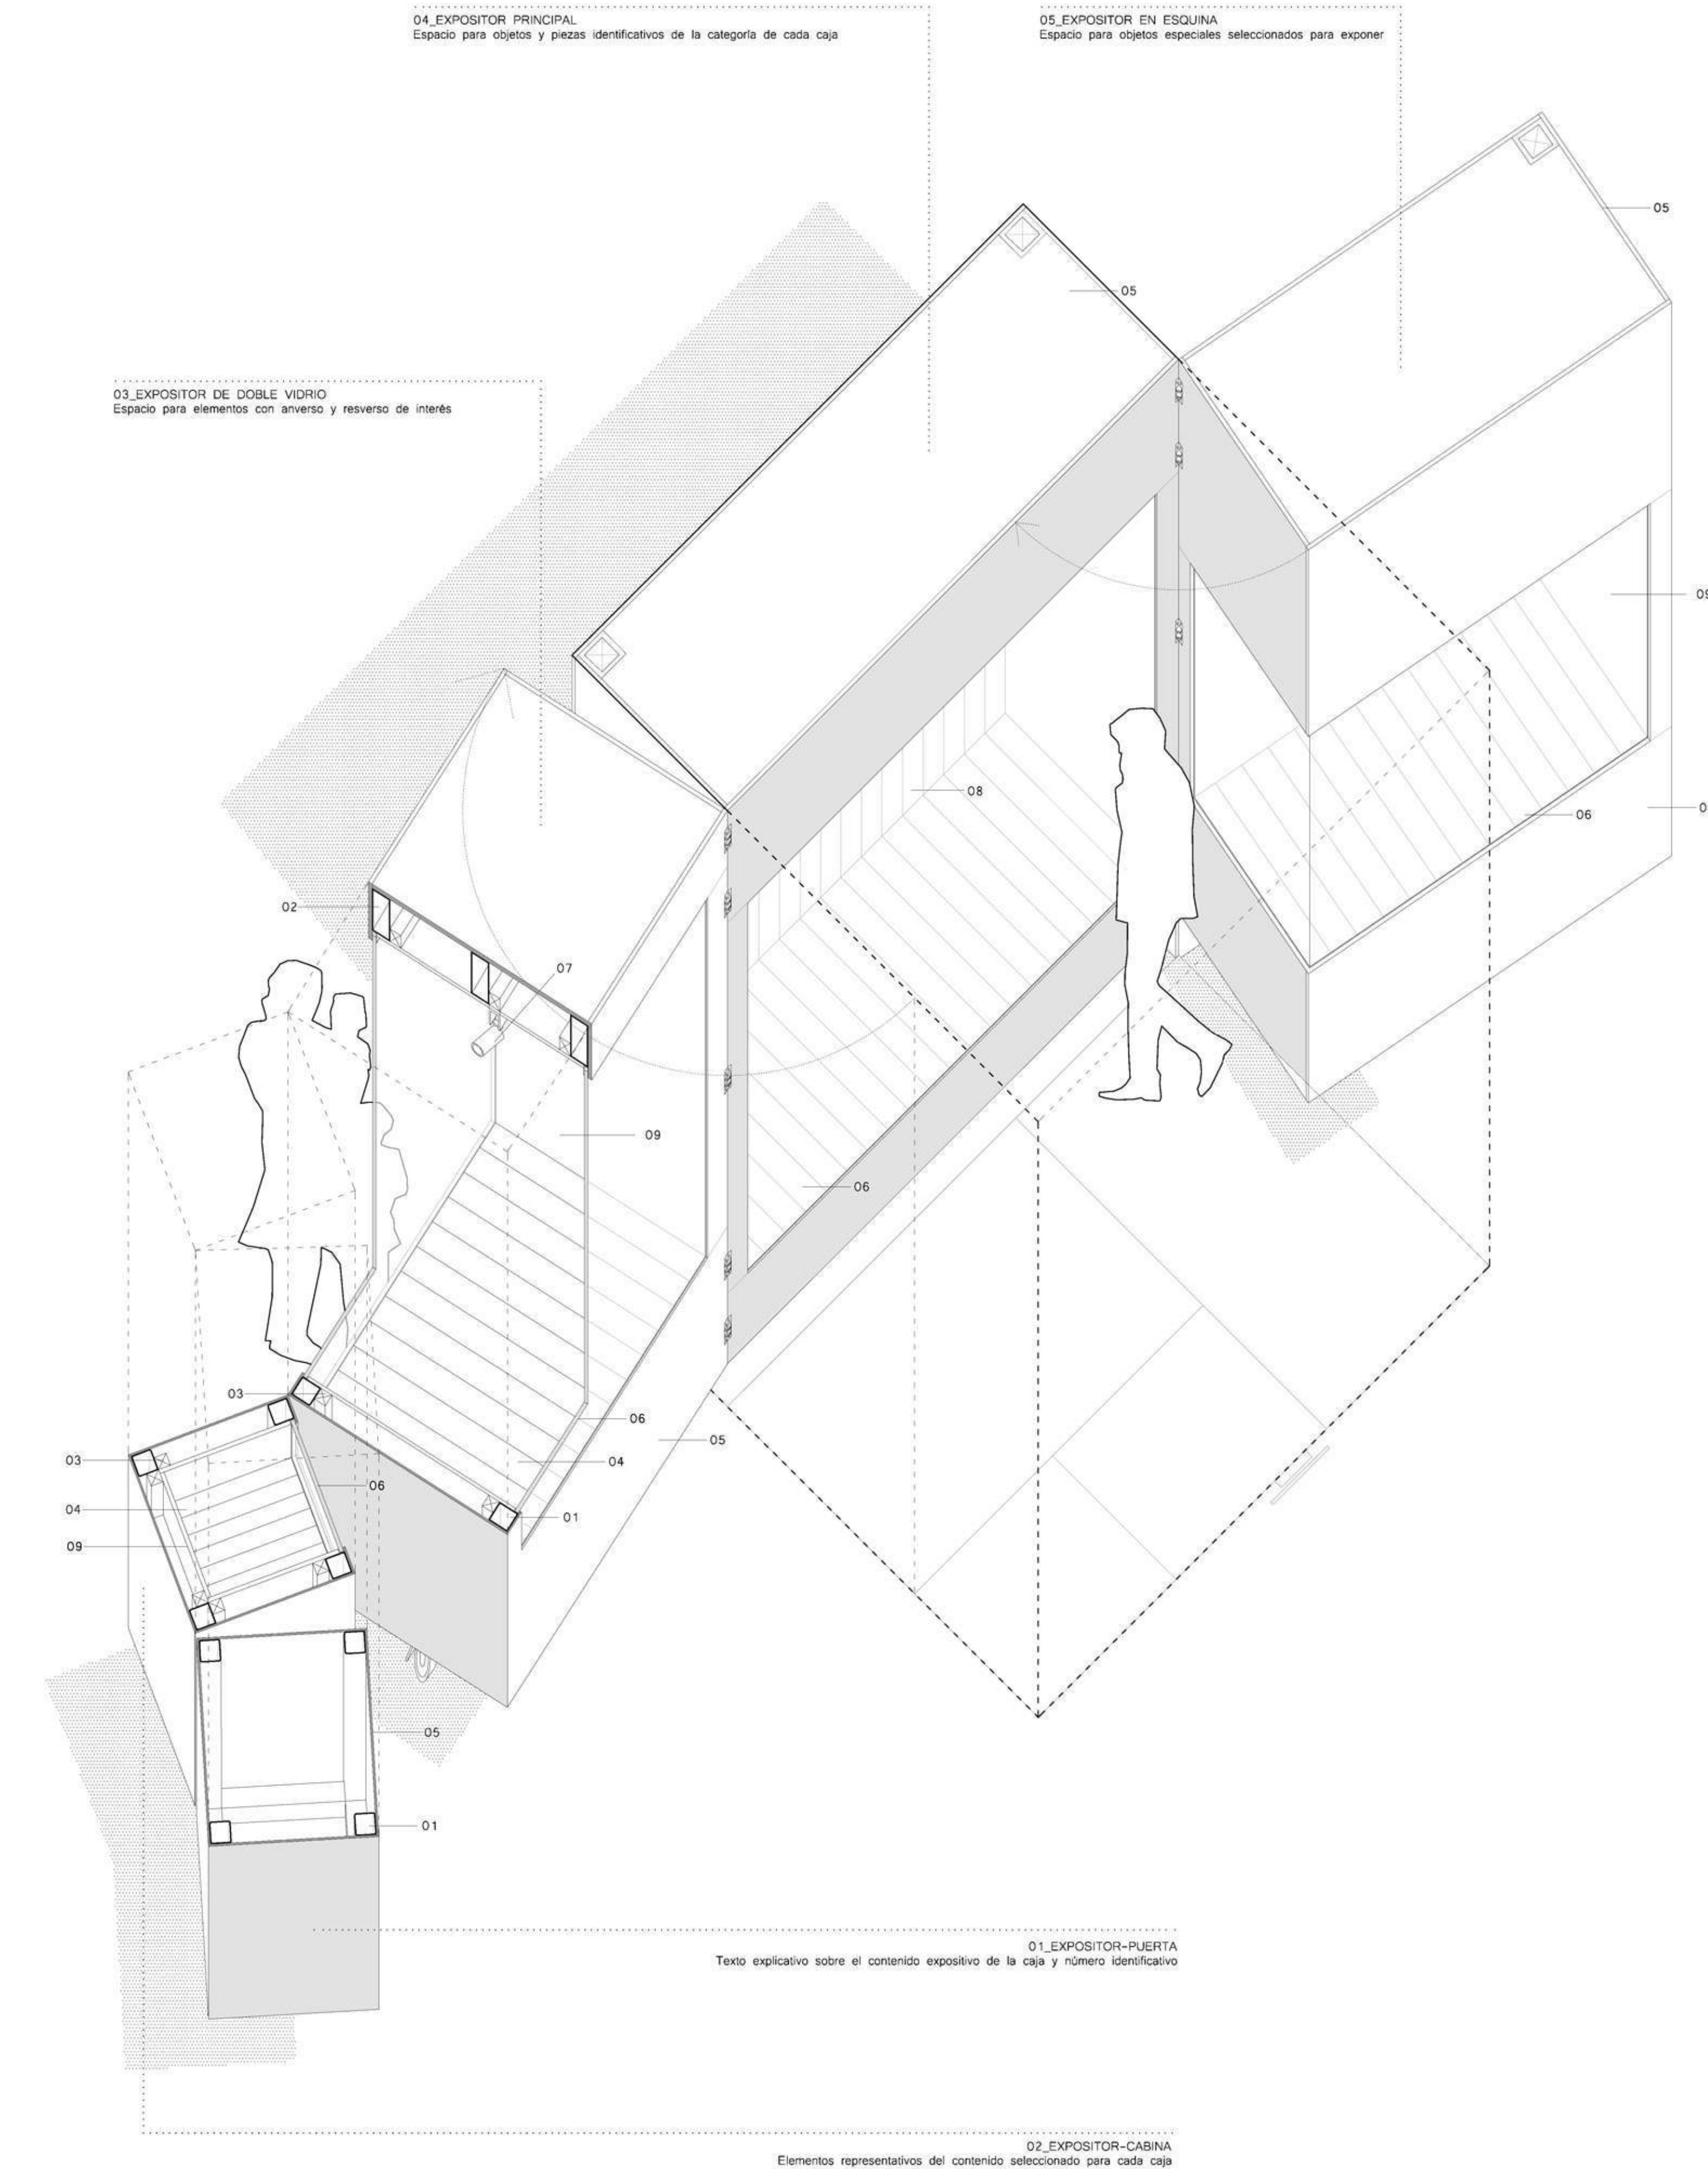 04_EXPOSITOR PRINCIPAL
Espacio para objetos y piezas identificativos de la categoría de cada caja
05_EXPOSITOR EN ESQUINA
Espacio para objetos especiales seleccionados para exponer
05
05
03_EXPOSITOR DE DOBLE VIDRIO
Espacio para elementos con anverso y resverso de interés
09
08
06
02
07
09
06
03
06
05
03
04
06
04
01
09
05
01
01_EXPOSITOR-PUERTA
Texto explicativo sobre el contenido expositivo de la caja y número identificativo
02_EXPOSITOR-CABINA
Elementos representativos del contenido seleccionado para cada caja